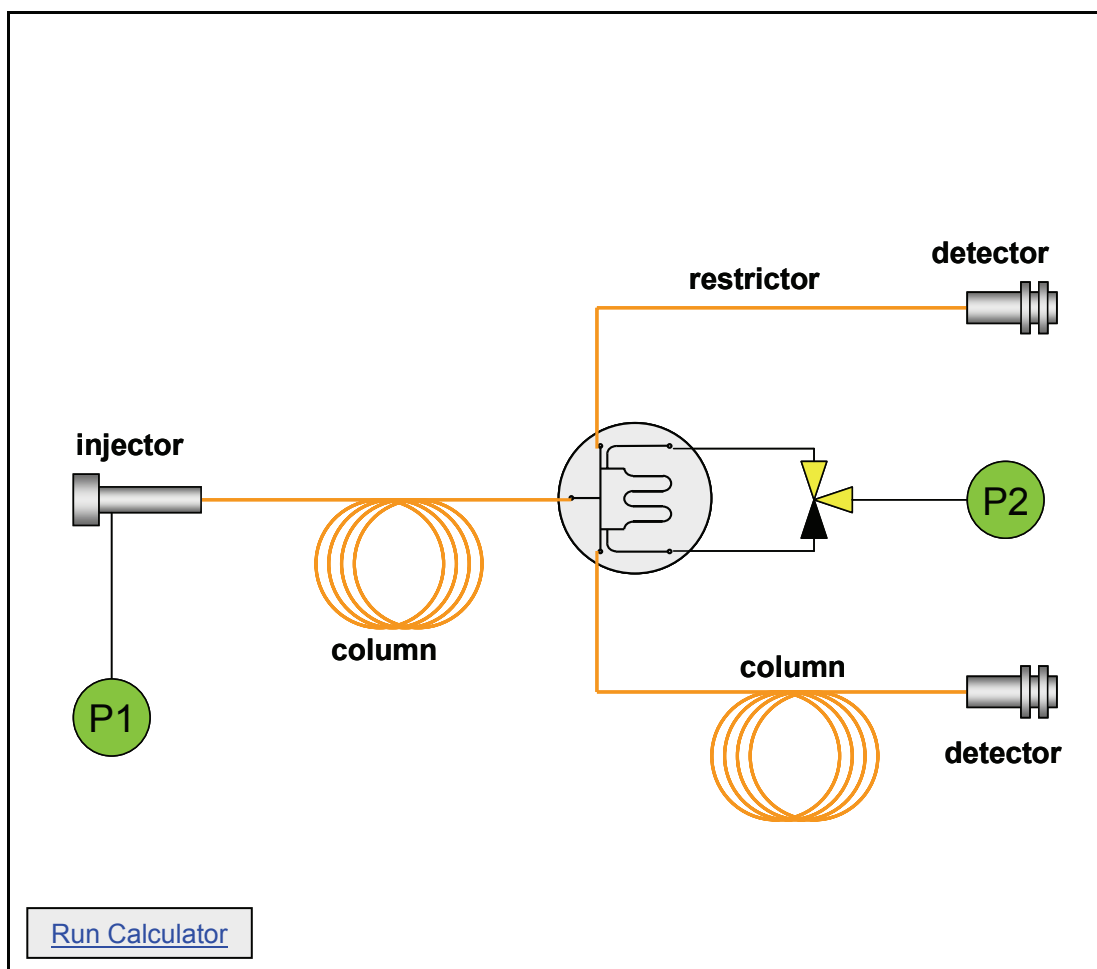 detector
restrictor
injector
P2
column
column
P1
detector
Run Calculator